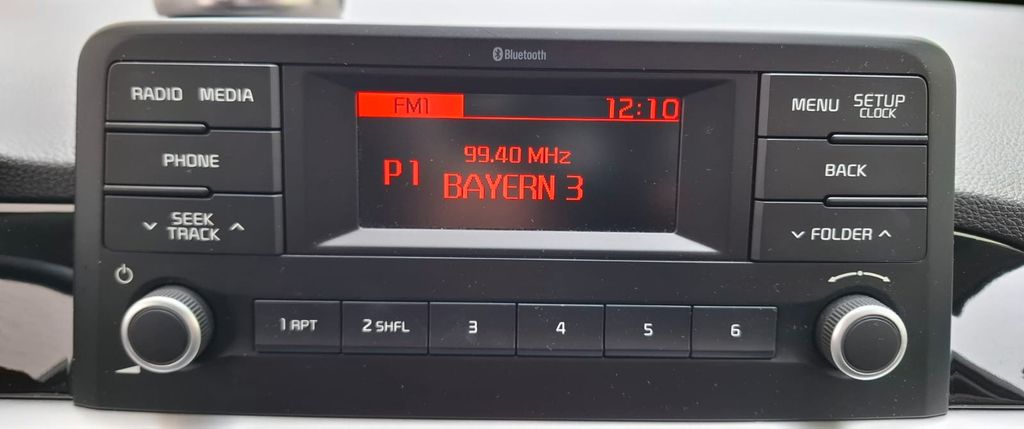 Bluetooth
RADIO MEDIA
PHONE
SEEK
TRACK
FM1 12:10
99.40 MHz
P1 BAYERN 3
MENU SETUP
CLOCK
BACK
FOLDER
1 RPT 2 SHFL 3 4 5 6